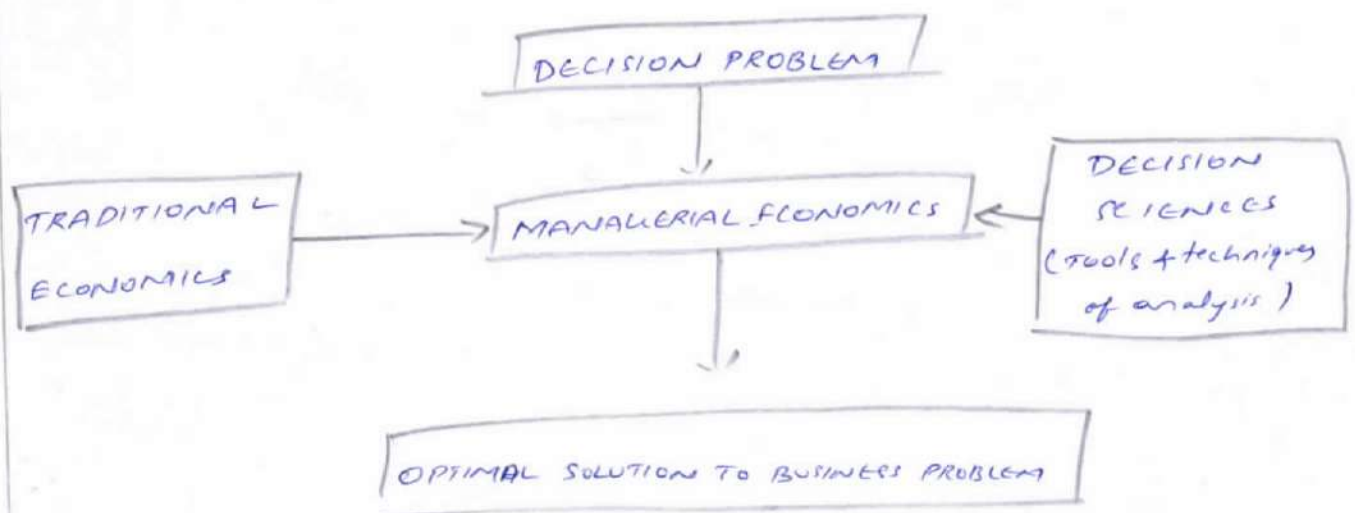 DECISION PROBLEM
TRADITIONAL
ECONOMICS
MANAGERIAL ECONOMICS
DECISION
SCIENCES
(Tools & techniques
of analysis)
OPTIMAL SOLUTION TO BUSINESS PROBLEM